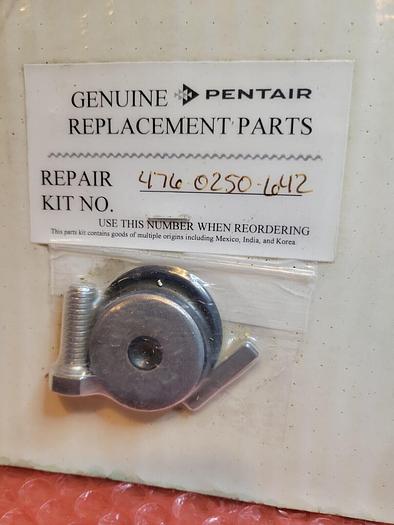 GENUINE PENTAIR
REPLACEMENT PARTS
REPAIR 476-0250-642
KIT NO.
USE THIS NUMBER WHEN REORDERING
This parts kit contains goods of multiple origins including Mexico, India, and Korea